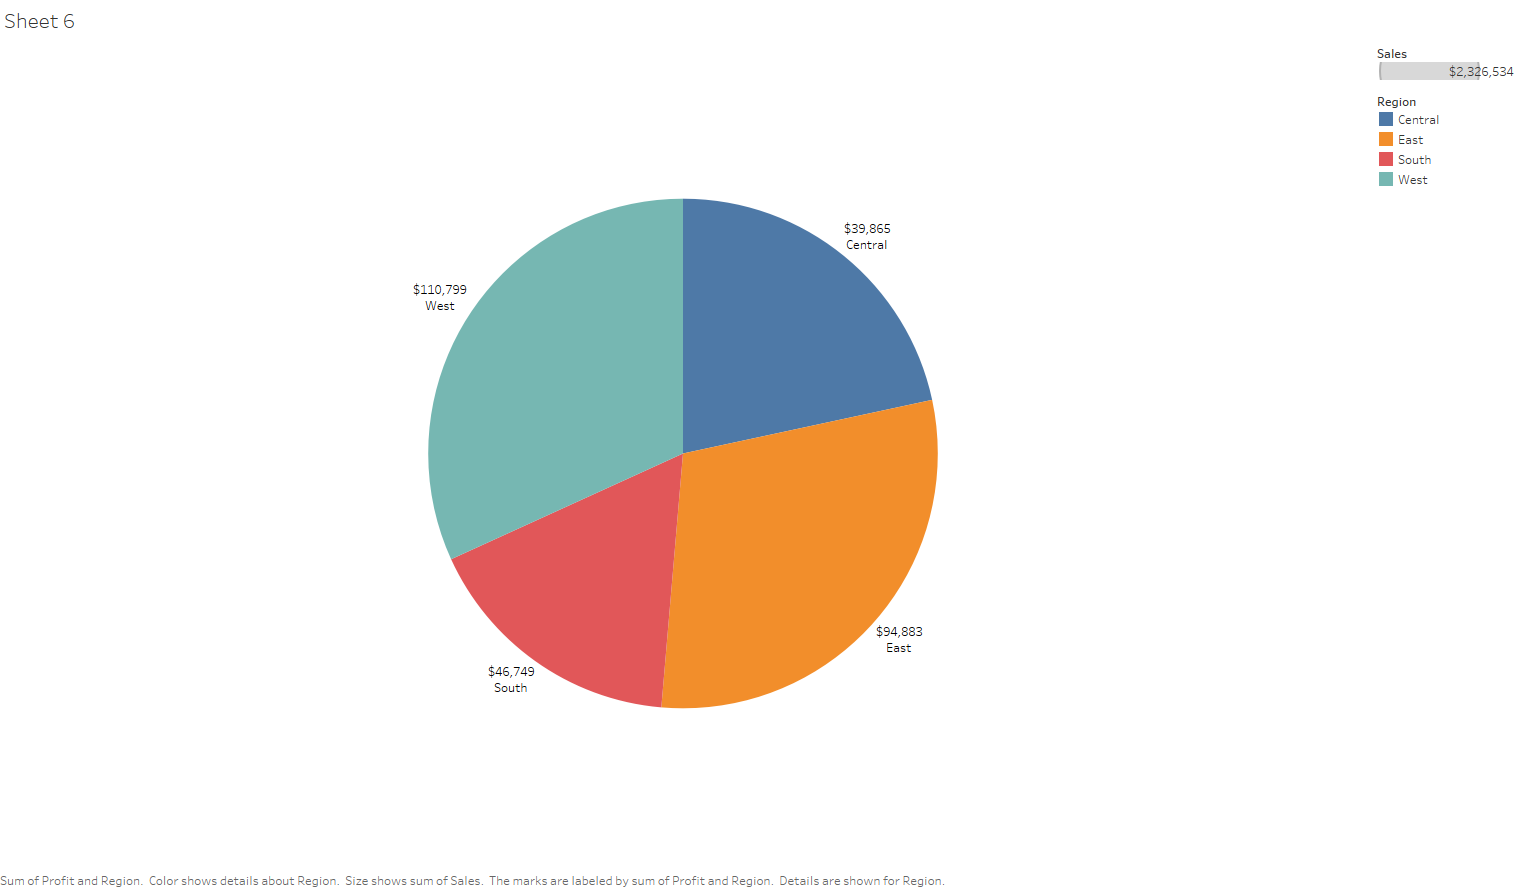 Sheet 6
Sales
$2,326,534
Region
Central
East
South
West
$39,865
Central
$110,799
West
$94,883
East
$46,749
South
Sum of Profit and Region. Color shows details about Region. Size shows sum of Sales. The marks are labeled by sum of Profit and Region. Details are shown for Region.